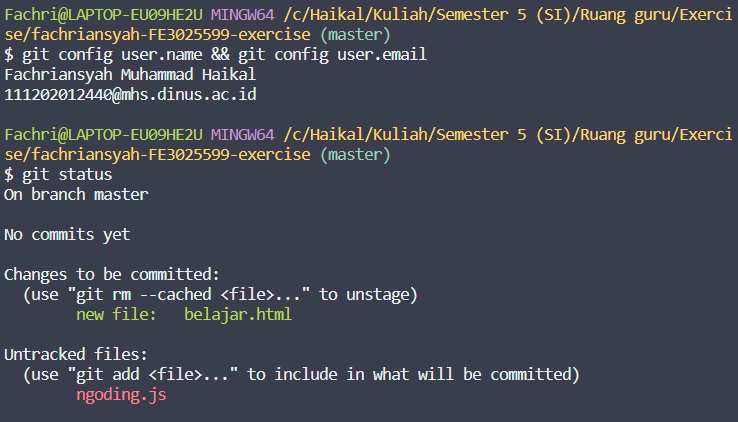 Fachri@LAPTOP-EU09HE2U MINGW64 /c/Haikal/Kuliah/Semester 5 (SI)/Ruang guru/Exerci
se/fachriansyah-FE3025599-exercise (master)
$ git config user.name && git config user.email
Fachriansyah Muhammad Haikal
111202012440@mhs.dinus.ac.id

Fachri@LAPTOP-EU09HE2U MINGW64 /c/Haikal/Kuliah/Semester 5 (SI)/Ruang guru/Exerci
se/fachriansyah-FE3025599-exercise (master)
$ git status
On branch master

No commits yet

Changes to be committed:
  (use "git rm --cached <file>..." to unstage)
        new file:   belajar.html

Untracked files:
  (use "git add <file>..." to include in what will be committed)
        ngoding.js